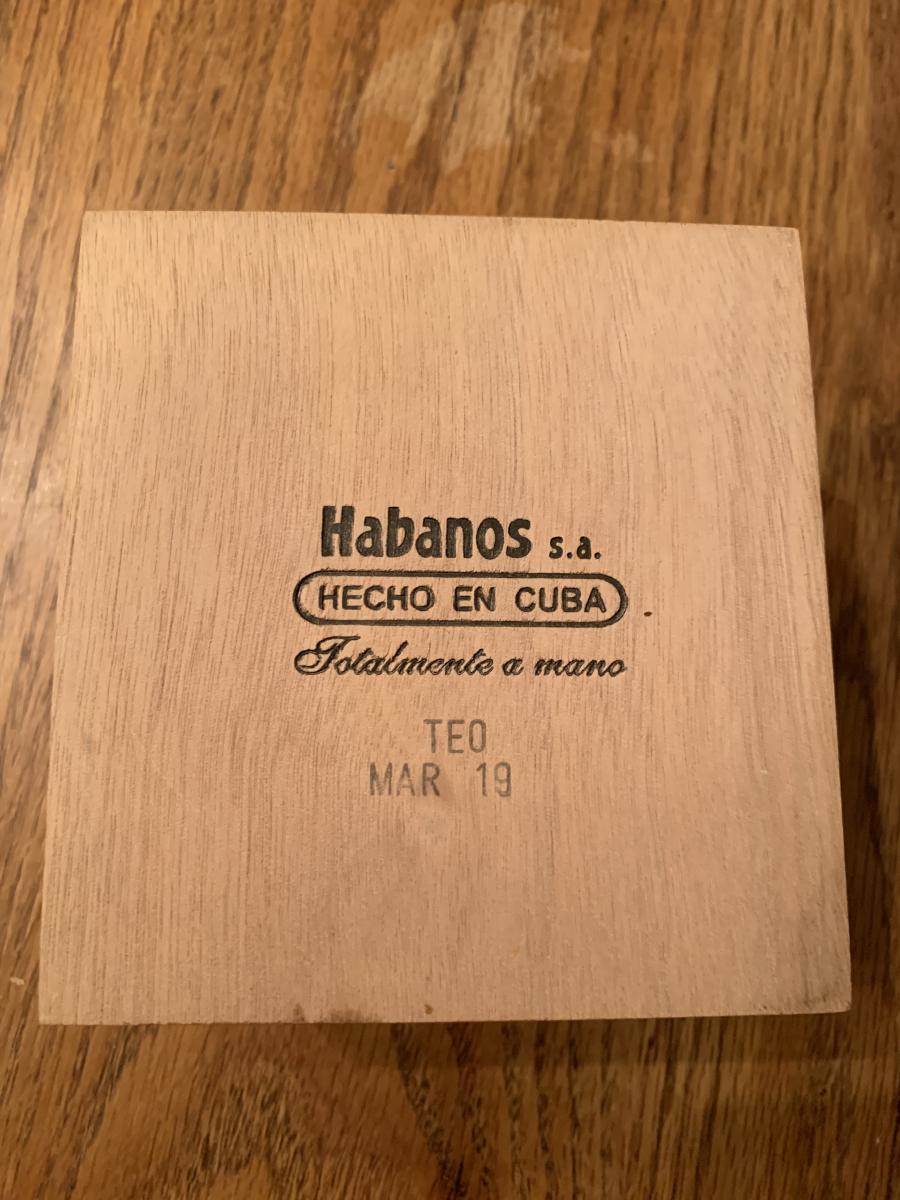 Habanos s.a.
HECHO EN CUBA
Totalmente a mano
TEO
MAR 19